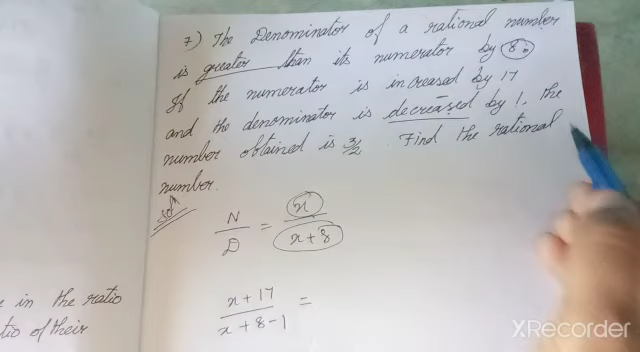 7) The Denominator of a rational number
is greater than its numerator by 8.
If the numerator is increased by 17
and the denominator is decreased by 1, the
number obtained is 3/2. Find the rational
number.
Sol
N/D = x/x+8
x+17/x+8-1 =
e in the ratio
tio of their
XRecorder